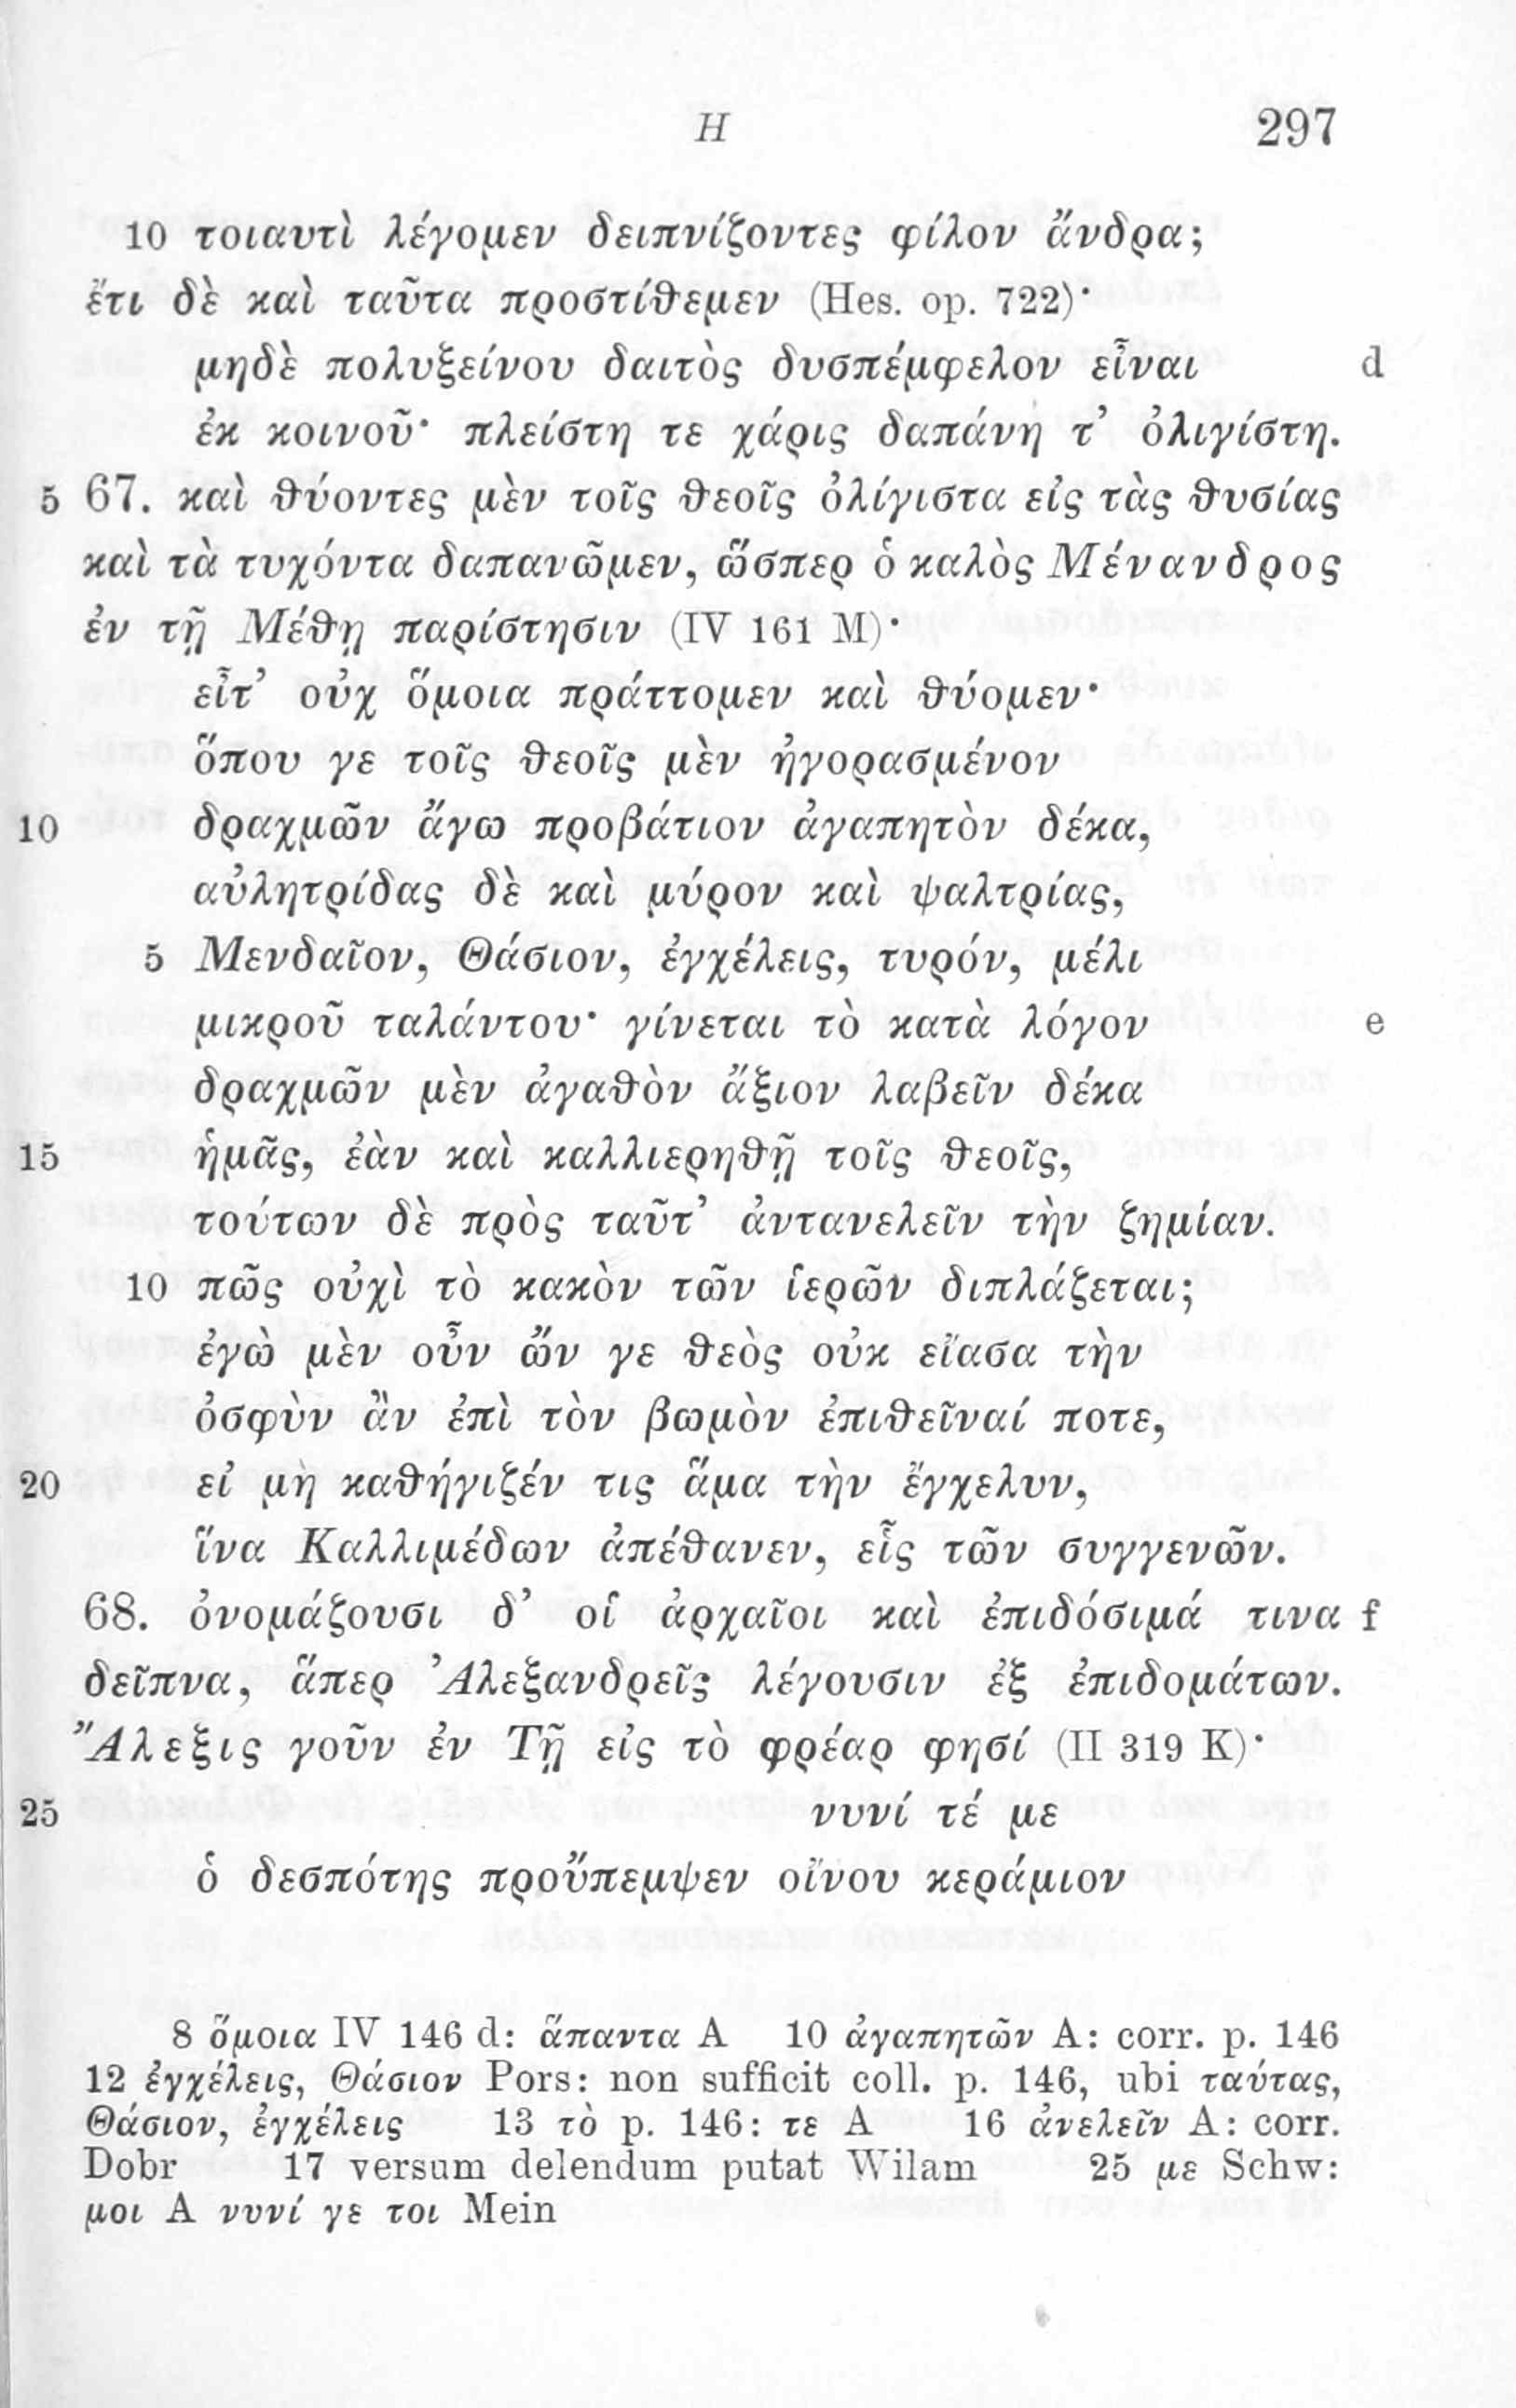 H 297
10 τοιαυτὶ λέγομεν δειπνίζοντες φίλον ἄνδρα;
ἔτι δὲ καὶ ταῦτα προστίθεμεν (Hes. op. 722)·
μηδὲ πολυξείνου δαιτὸς δυσπέμφελον εἶναι d
ἐκ κοινοῦ· πλείστη τε χάρις δαπάνη τ’ ὀλιγίστη.
5 67. καὶ θύοντες μὲν τοῖς θεοῖς ὀλίγιστα εἰς τὰς θυσίας
καὶ τὰ τυχόντα δαπανῶμεν, ὥσπερ ὁ καλὸς Μένανδρος
ἐν τῇ Μέθῃ παρίστησιν (IV 161 M)·
εἶτ’ οὐχ ὅμοια πράττομεν καὶ θύομεν·
ὅπου γε τοῖς θεοῖς μὲν ἠγορασμένον
10 δραχμῶν ἄγω προβάτιον ἀγαπητὸν δέκα,
αὐλητρίδας δὲ καὶ μύρον καὶ ψαλτρίας,
5 Μενδαῖον, Θάσιον, ἐγχέλεις, τυρόν, μέλι
μικροῦ ταλάντου· γίνεται τὸ κατὰ λόγον e
δραχμῶν μὲν ἀγαθὸν ἄξιον λαβεῖν δέκα
15 ἡμᾶς, ἐὰν καὶ καλλιερηθῇ τοῖς θεοῖς,
τούτων δὲ πρὸς ταῦτ’ ἀντανελεῖν τὴν ζημίαν.
10 πῶς οὐχὶ τὸ κακὸν τῶν ἱερῶν διπλάζεται;
ἐγὼ μὲν οὖν ὤν γε θεὸς οὐκ εἴασα τὴν
ὀσφὺν ἂν ἐπὶ τὸν βωμὸν ἐπιθεῖναί ποτε,
20 εἰ μὴ καθήγιζέν τις ἅμα τὴν ἔγχελυν,
ἵνα Καλλιμέδων ἀπέθανεν, εἷς τῶν συγγενῶν.
68. ὀνομάζουσι δ’ οἱ ἀρχαῖοι καὶ ἐπιδόσιμά τινα f
δεῖπνα, ἅπερ Ἀλεξανδρεῖς λέγουσιν ἐξ ἐπιδομάτων.
Ἄλεξις γοῦν ἐν Τῇ εἰς τὸ φρέαρ φησί (II 319 K)·
25 νυνί τέ με
ὁ δεσπότης προὔπεμψεν οἴνου κεράμιον
8 ὅμοια IV 146 d: ἅπαντα A 10 ἀγαπητῶν A: corr. p. 146
12 ἐγχέλεις, Θάσιον Pors: non sufficit coll. p. 146, ubi ταύτας,
Θάσιον, ἐγχέλεις 13 τὸ p. 146: τε A 16 ἀνελεῖν A: corr.
Dobr 17 versum delendum putat Wilam 25 με Schw:
μοι A νυνί γε τοι Mein